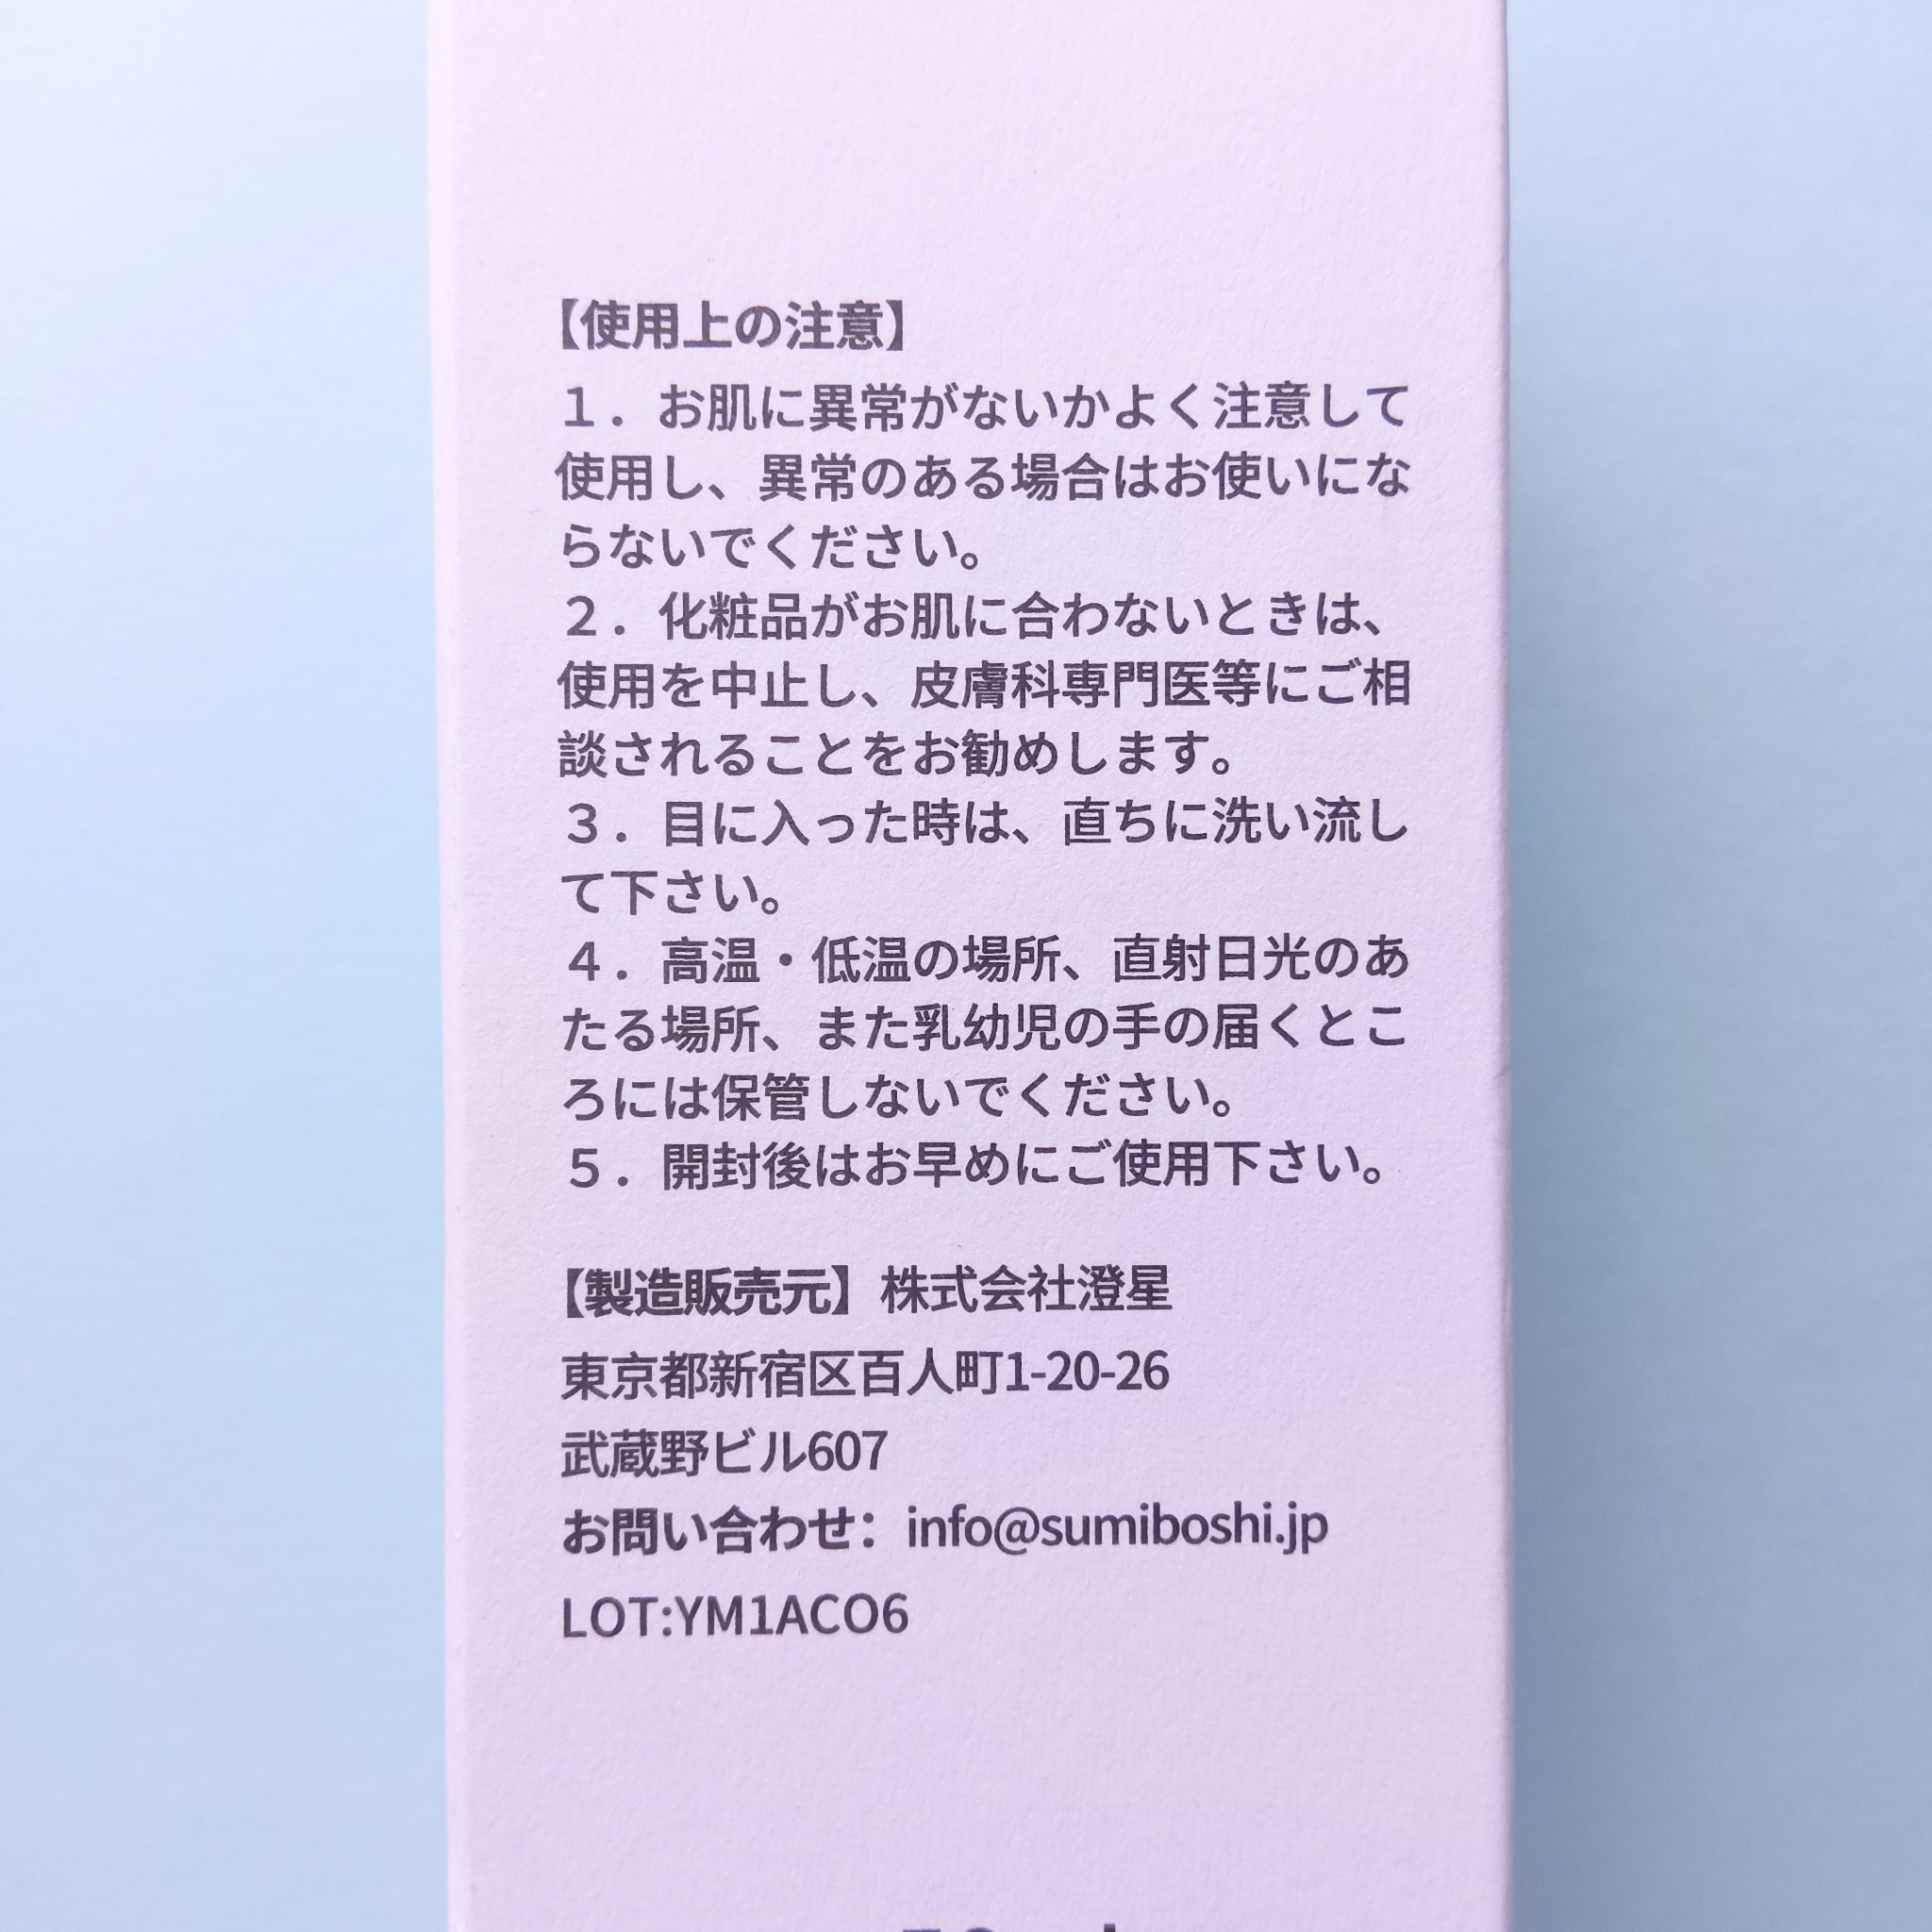 【使用上の注意】
１．お肌に異常がないかよく注意して
使用し、異常のある場合はお使いにな
らないでください。
２．化粧品がお肌に合わないときは、
使用を中止し、皮膚科専門医等にご相
談されることをお勧めします。
３．目に入った時は、直ちに洗い流し
て下さい。
４．高温・低温の場所、直射日光のあ
たる場所、また乳幼児の手の届くとこ
ろには保管しないでください。
５．開封後はお早めにご使用下さい。
【製造販売元】株式会社澄星
東京都新宿区百人町1-20-26
武蔵野ビル607
お問い合わせ：info@sumiboshi.jp
LOT:YM1ACO6